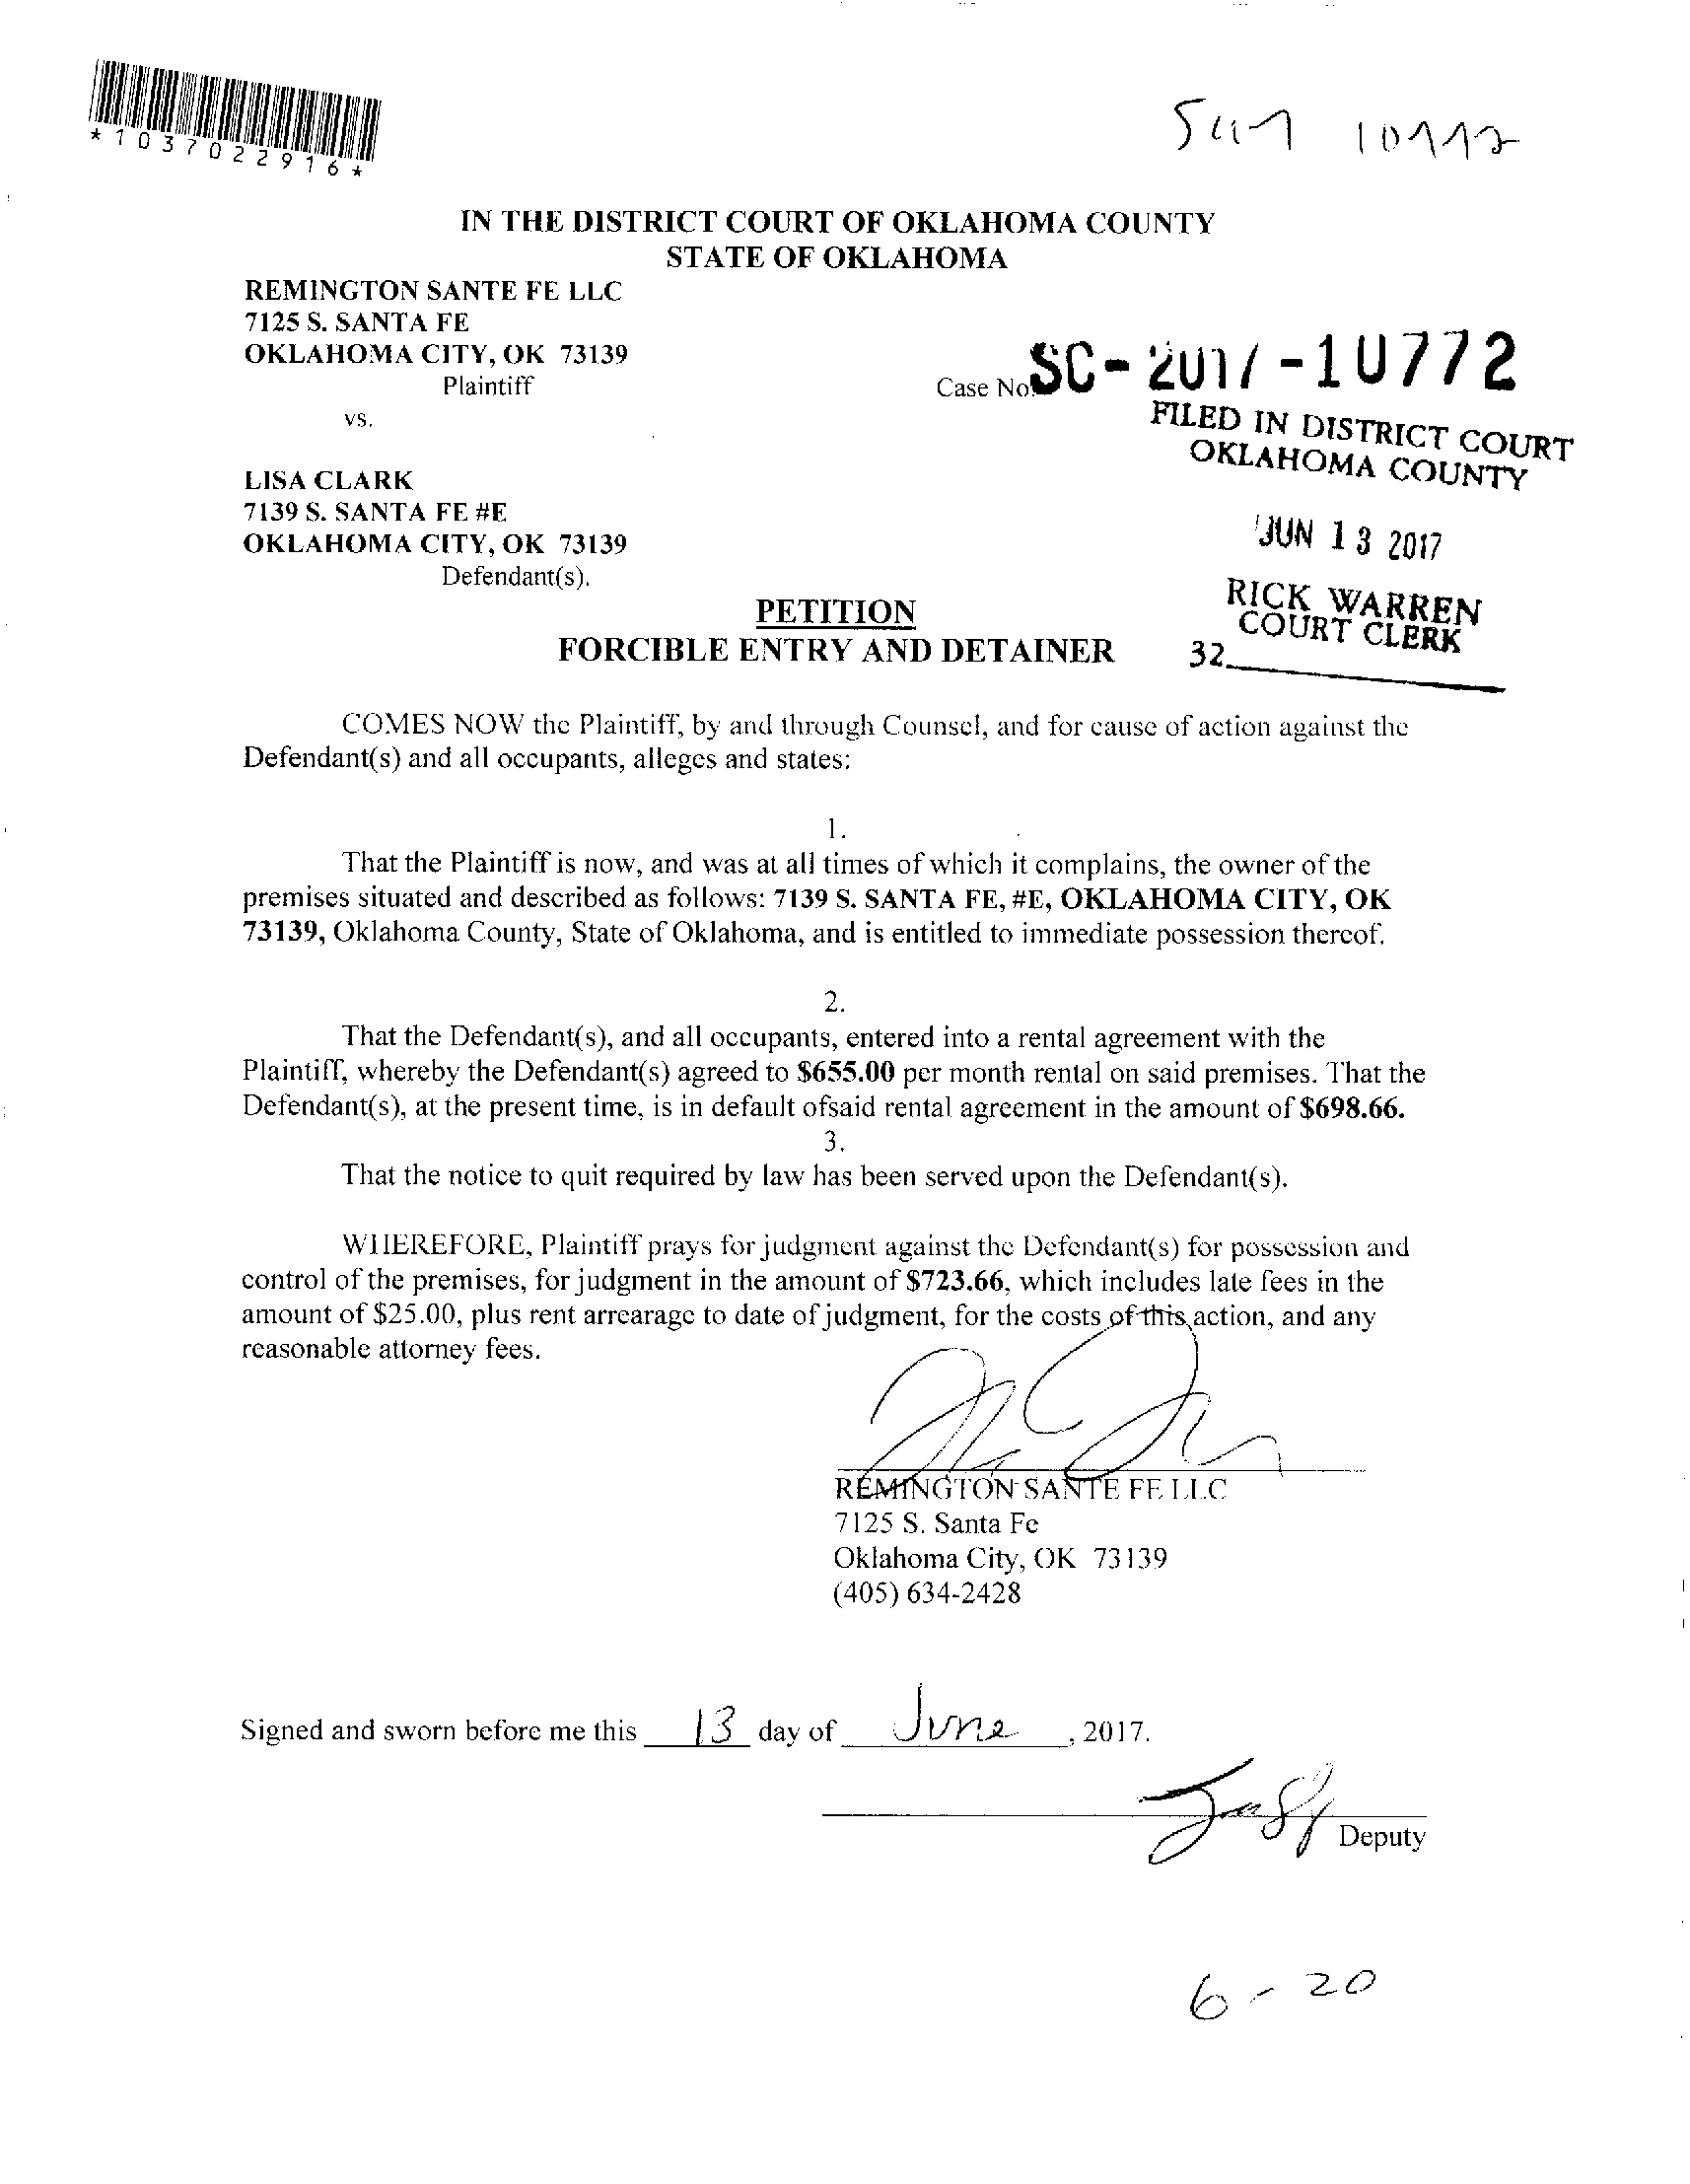 *1037022916*
IN THE DISTRICT COURT OF OKLAHOMA COUNTY
STATE OF OKLAHOMA
REMINGTON SANTE FE LLC
7125 S. SANTA FE
OKLAHOMA CITY, OK 73139
Plaintiff
Case No. SC-2017-10772
vs.
FILED IN DISTRICT COURT
OKLAHOMA COUNTY
LISA CLARK
7139 S. SANTA FE #E
OKLAHOMA CITY, OK 73139
JUN 13 2017
Defendant(s).
RICK WARREN
COURT CLERK
32
PETITION
FORCIBLE ENTRY AND DETAINER
COMES NOW the Plaintiff, by and through Counsel, and for cause of action against the
Defendant(s) and all occupants, alleges and states:
1.
That the Plaintiff is now, and was at all times of which it complains, the owner of the
premises situated and described as follows: 7139 S. SANTA FE, #E, OKLAHOMA CITY, OK
73139, Oklahoma County, State of Oklahoma, and is entitled to immediate possession thereof.
2.
That the Defendant(s), and all occupants, entered into a rental agreement with the
Plaintiff, whereby the Defendant(s) agreed to $655.00 per month rental on said premises. That the
Defendant(s), at the present time, is in default ofsaid rental agreement in the amount of $698.66.
3.
That the notice to quit required by law has been served upon the Defendant(s).
WHEREFORE, Plaintiff prays for judgment against the Defendant(s) for possession and
control of the premises, for judgment in the amount of $723.66, which includes late fees in the
amount of $25.00, plus rent arrearage to date of judgment, for the costs of this action, and any
reasonable attorney fees.
REMINGTON SANTE FE LLC
7125 S. Santa Fe
Oklahoma City, OK 73139
(405) 634-2428
Signed and sworn before me this 13 day of June, 2017.
Deputy
6-20